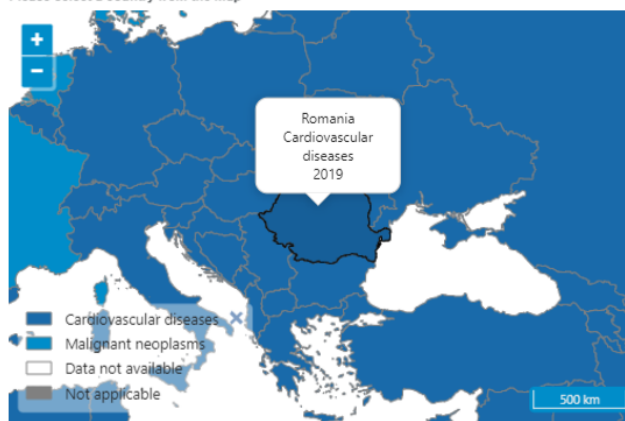 +
−
Romania
Cardiovascular
diseases
2019
Cardiovascular diseases
Malignant neoplasms
Data not available
Not applicable
500 km